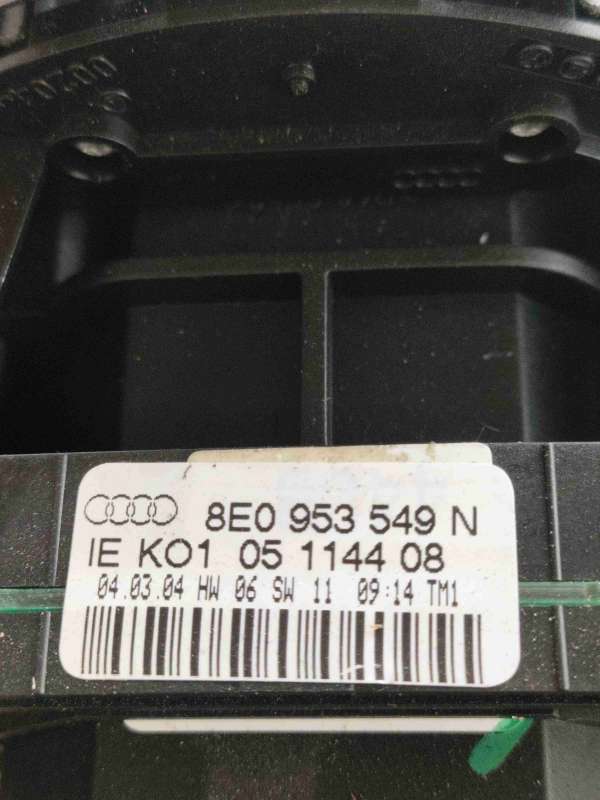 8E0 953 549 N
IE KO1 05 1144 08
04.03.04 HW 06 SW 11 09:14 TM1